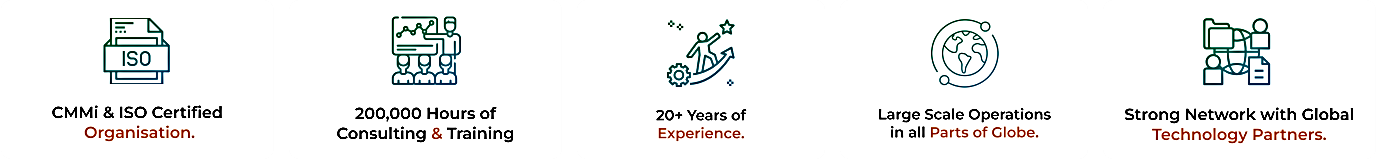 ISO
CMMi & ISO Certified
Organisation.
200,000 Hours of
Consulting & Training
20+ Years of
Experience.
Large Scale Operations
in all Parts of Globe.
Strong Network with Global
Technology Partners.